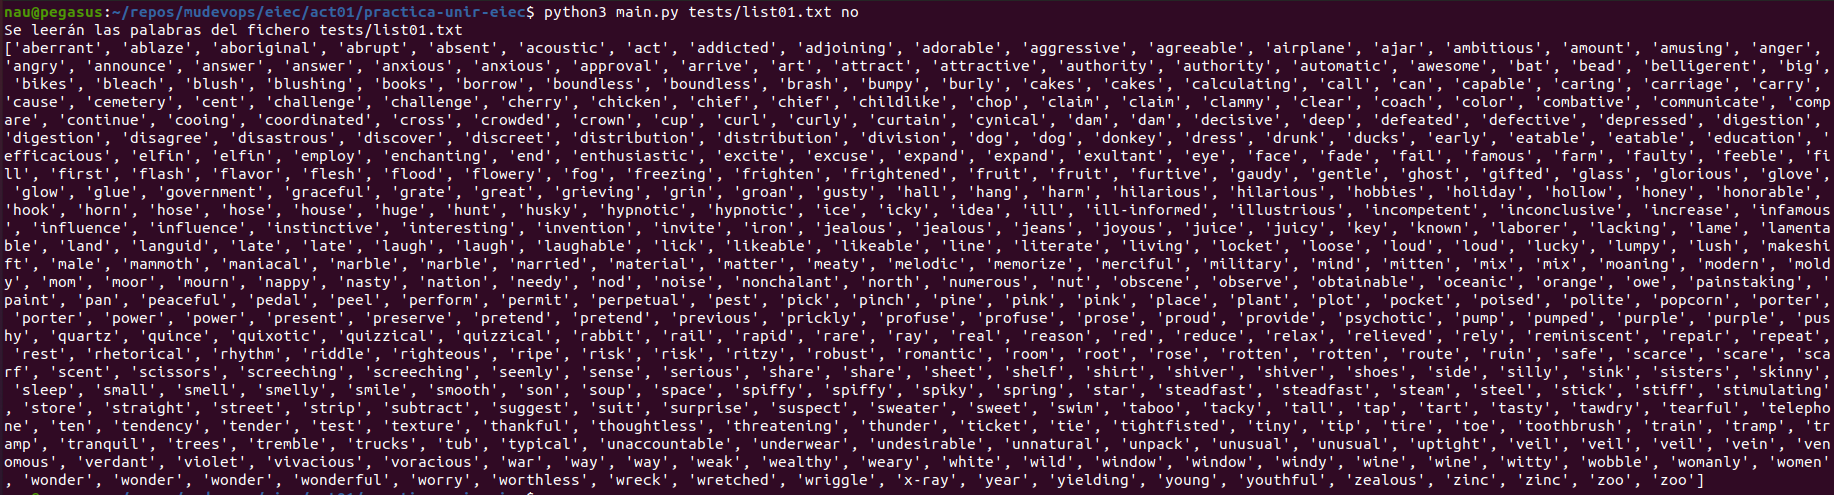 nau@pegasus:~/repos/mudevops/eiec/act01/practica-unir-eiec$ python3 main.py tests/list01.txt no
Se leerán las palabras del fichero tests/list01.txt
['aberrant', 'ablaze', 'aboriginal', 'abrupt', 'absent', 'acoustic', 'act', 'addicted', 'adjoining', 'adorable', 'aggressive', 'agreeable', 'airplane', 'ajar', 'ambitious', 'amount', 'amusing', 'anger',
'angry', 'announce', 'answer', 'answer', 'anxious', 'anxious', 'approval', 'arrive', 'art', 'attract', 'attractive', 'authority', 'authority', 'automatic', 'awesome', 'bat', 'bead', 'belligerent', 'big',
 'bikes', 'bleach', 'blush', 'blushing', 'books', 'borrow', 'boundless', 'boundless', 'brash', 'bumpy', 'burly', 'cakes', 'cakes', 'calculating', 'call', 'can', 'capable', 'caring', 'carriage', 'carry',
'cause', 'cemetery', 'cent', 'challenge', 'challenge', 'cherry', 'chicken', 'chief', 'chief', 'childlike', 'chop', 'claim', 'claim', 'clammy', 'clear', 'coach', 'color', 'combative', 'communicate', 'comp
are', 'continue', 'cooing', 'coordinated', 'cross', 'crowded', 'crown', 'cup', 'curl', 'curly', 'curtain', 'cynical', 'dam', 'dam', 'decisive', 'deep', 'defeated', 'defective', 'depressed', 'digestion',
'digestion', 'disagree', 'disastrous', 'discover', 'discreet', 'distribution', 'distribution', 'division', 'dog', 'dog', 'donkey', 'dress', 'drunk', 'ducks', 'early', 'eatable', 'eatable', 'education', '
efficacious', 'elfin', 'elfin', 'employ', 'enchanting', 'end', 'enthusiastic', 'excite', 'excuse', 'expand', 'expand', 'exultant', 'eye', 'face', 'fade', 'fail', 'famous', 'farm', 'faulty', 'feeble', 'fi
ll', 'first', 'flash', 'flavor', 'flesh', 'flood', 'flowery', 'fog', 'freezing', 'frighten', 'frightened', 'fruit', 'fruit', 'furtive', 'gaudy', 'gentle', 'ghost', 'gifted', 'glass', 'glorious', 'glove',
 'glow', 'glue', 'government', 'graceful', 'grate', 'great', 'grieving', 'grin', 'groan', 'gusty', 'hall', 'hang', 'harm', 'hilarious', 'hilarious', 'hobbies', 'holiday', 'hollow', 'honey', 'honorable',
'hook', 'horn', 'hose', 'hose', 'house', 'huge', 'hunt', 'husky', 'hypnotic', 'hypnotic', 'ice', 'icky', 'idea', 'ill', 'ill-informed', 'illustrious', 'incompetent', 'inconclusive', 'increase', 'infamous
', 'influence', 'influence', 'instinctive', 'interesting', 'invention', 'invite', 'iron', 'jealous', 'jealous', 'jeans', 'joyous', 'juice', 'juicy', 'key', 'known', 'laborer', 'lacking', 'lame', 'lamenta
ble', 'land', 'languid', 'late', 'late', 'laugh', 'laugh', 'laughable', 'lick', 'likeable', 'likeable', 'line', 'literate', 'living', 'locket', 'loose', 'loud', 'loud', 'lucky', 'lumpy', 'lush', 'makeshi
ft', 'male', 'mammoth', 'maniacal', 'marble', 'marble', 'married', 'material', 'matter', 'meaty', 'melodic', 'memorize', 'merciful', 'military', 'mind', 'mitten', 'mix', 'mix', 'moaning', 'modern', 'mold
y', 'mom', 'moor', 'mourn', 'nappy', 'nasty', 'nation', 'needy', 'nod', 'noise', 'nonchalant', 'north', 'numerous', 'nut', 'obscene', 'observe', 'obtainable', 'oceanic', 'orange', 'owe', 'painstaking', '
paint', 'pan', 'peaceful', 'pedal', 'peel', 'perform', 'permit', 'perpetual', 'pest', 'pick', 'pinch', 'pine', 'pink', 'pink', 'place', 'plant', 'plot', 'pocket', 'poised', 'polite', 'popcorn', 'porter',
 'porter', 'power', 'power', 'present', 'preserve', 'pretend', 'pretend', 'previous', 'prickly', 'profuse', 'profuse', 'prose', 'proud', 'provide', 'psychotic', 'pump', 'pumped', 'purple', 'purple', 'pus
hy', 'quartz', 'quince', 'quixotic', 'quizzical', 'quizzical', 'rabbit', 'rail', 'rapid', 'rare', 'ray', 'real', 'reason', 'red', 'reduce', 'relax', 'relieved', 'rely', 'reminiscent', 'repair', 'repeat',
 'rest', 'rhetorical', 'rhythm', 'riddle', 'righteous', 'ripe', 'risk', 'risk', 'ritzy', 'robust', 'romantic', 'room', 'root', 'rose', 'rotten', 'rotten', 'route', 'ruin', 'safe', 'scarce', 'scare', 'sca
rf', 'scent', 'scissors', 'screeching', 'screeching', 'seemly', 'sense', 'serious', 'share', 'share', 'sheet', 'shelf', 'shirt', 'shiver', 'shiver', 'shoes', 'side', 'silly', 'sink', 'sisters', 'skinny',
 'sleep', 'small', 'smell', 'smelly', 'smile', 'smooth', 'son', 'soup', 'space', 'spiffy', 'spiffy', 'spiky', 'spring', 'star', 'steadfast', 'steadfast', 'steam', 'steel', 'stick', 'stiff', 'stimulating'
, 'store', 'straight', 'street', 'strip', 'subtract', 'suggest', 'suit', 'surprise', 'suspect', 'sweater', 'sweet', 'swim', 'taboo', 'tacky', 'tall', 'tap', 'tart', 'tasty', 'tawdry', 'tearful', 'telepho
ne', 'ten', 'tendency', 'tender', 'test', 'texture', 'thankful', 'thoughtless', 'threatening', 'thunder', 'ticket', 'tie', 'tightfisted', 'tiny', 'tip', 'tire', 'toe', 'toothbrush', 'train', 'tramp', 'tr
amp', 'tranquil', 'trees', 'tremble', 'trucks', 'tub', 'typical', 'unaccountable', 'underwear', 'undesirable', 'unnatural', 'unpack', 'unusual', 'unusual', 'uptight', 'veil', 'veil', 'veil', 'vein', 'ven
omous', 'verdant', 'violet', 'vivacious', 'voracious', 'war', 'way', 'way', 'weak', 'wealthy', 'weary', 'white', 'wild', 'window', 'window', 'windy', 'wine', 'wine', 'witty', 'wobble', 'womanly', 'women'
, 'wonder', 'wonder', 'wonder', 'wonderful', 'worry', 'worthless', 'wreck', 'wretched', 'wriggle', 'x-ray', 'year', 'yielding', 'young', 'youthful', 'zealous', 'zinc', 'zinc', 'zoo', 'zoo']